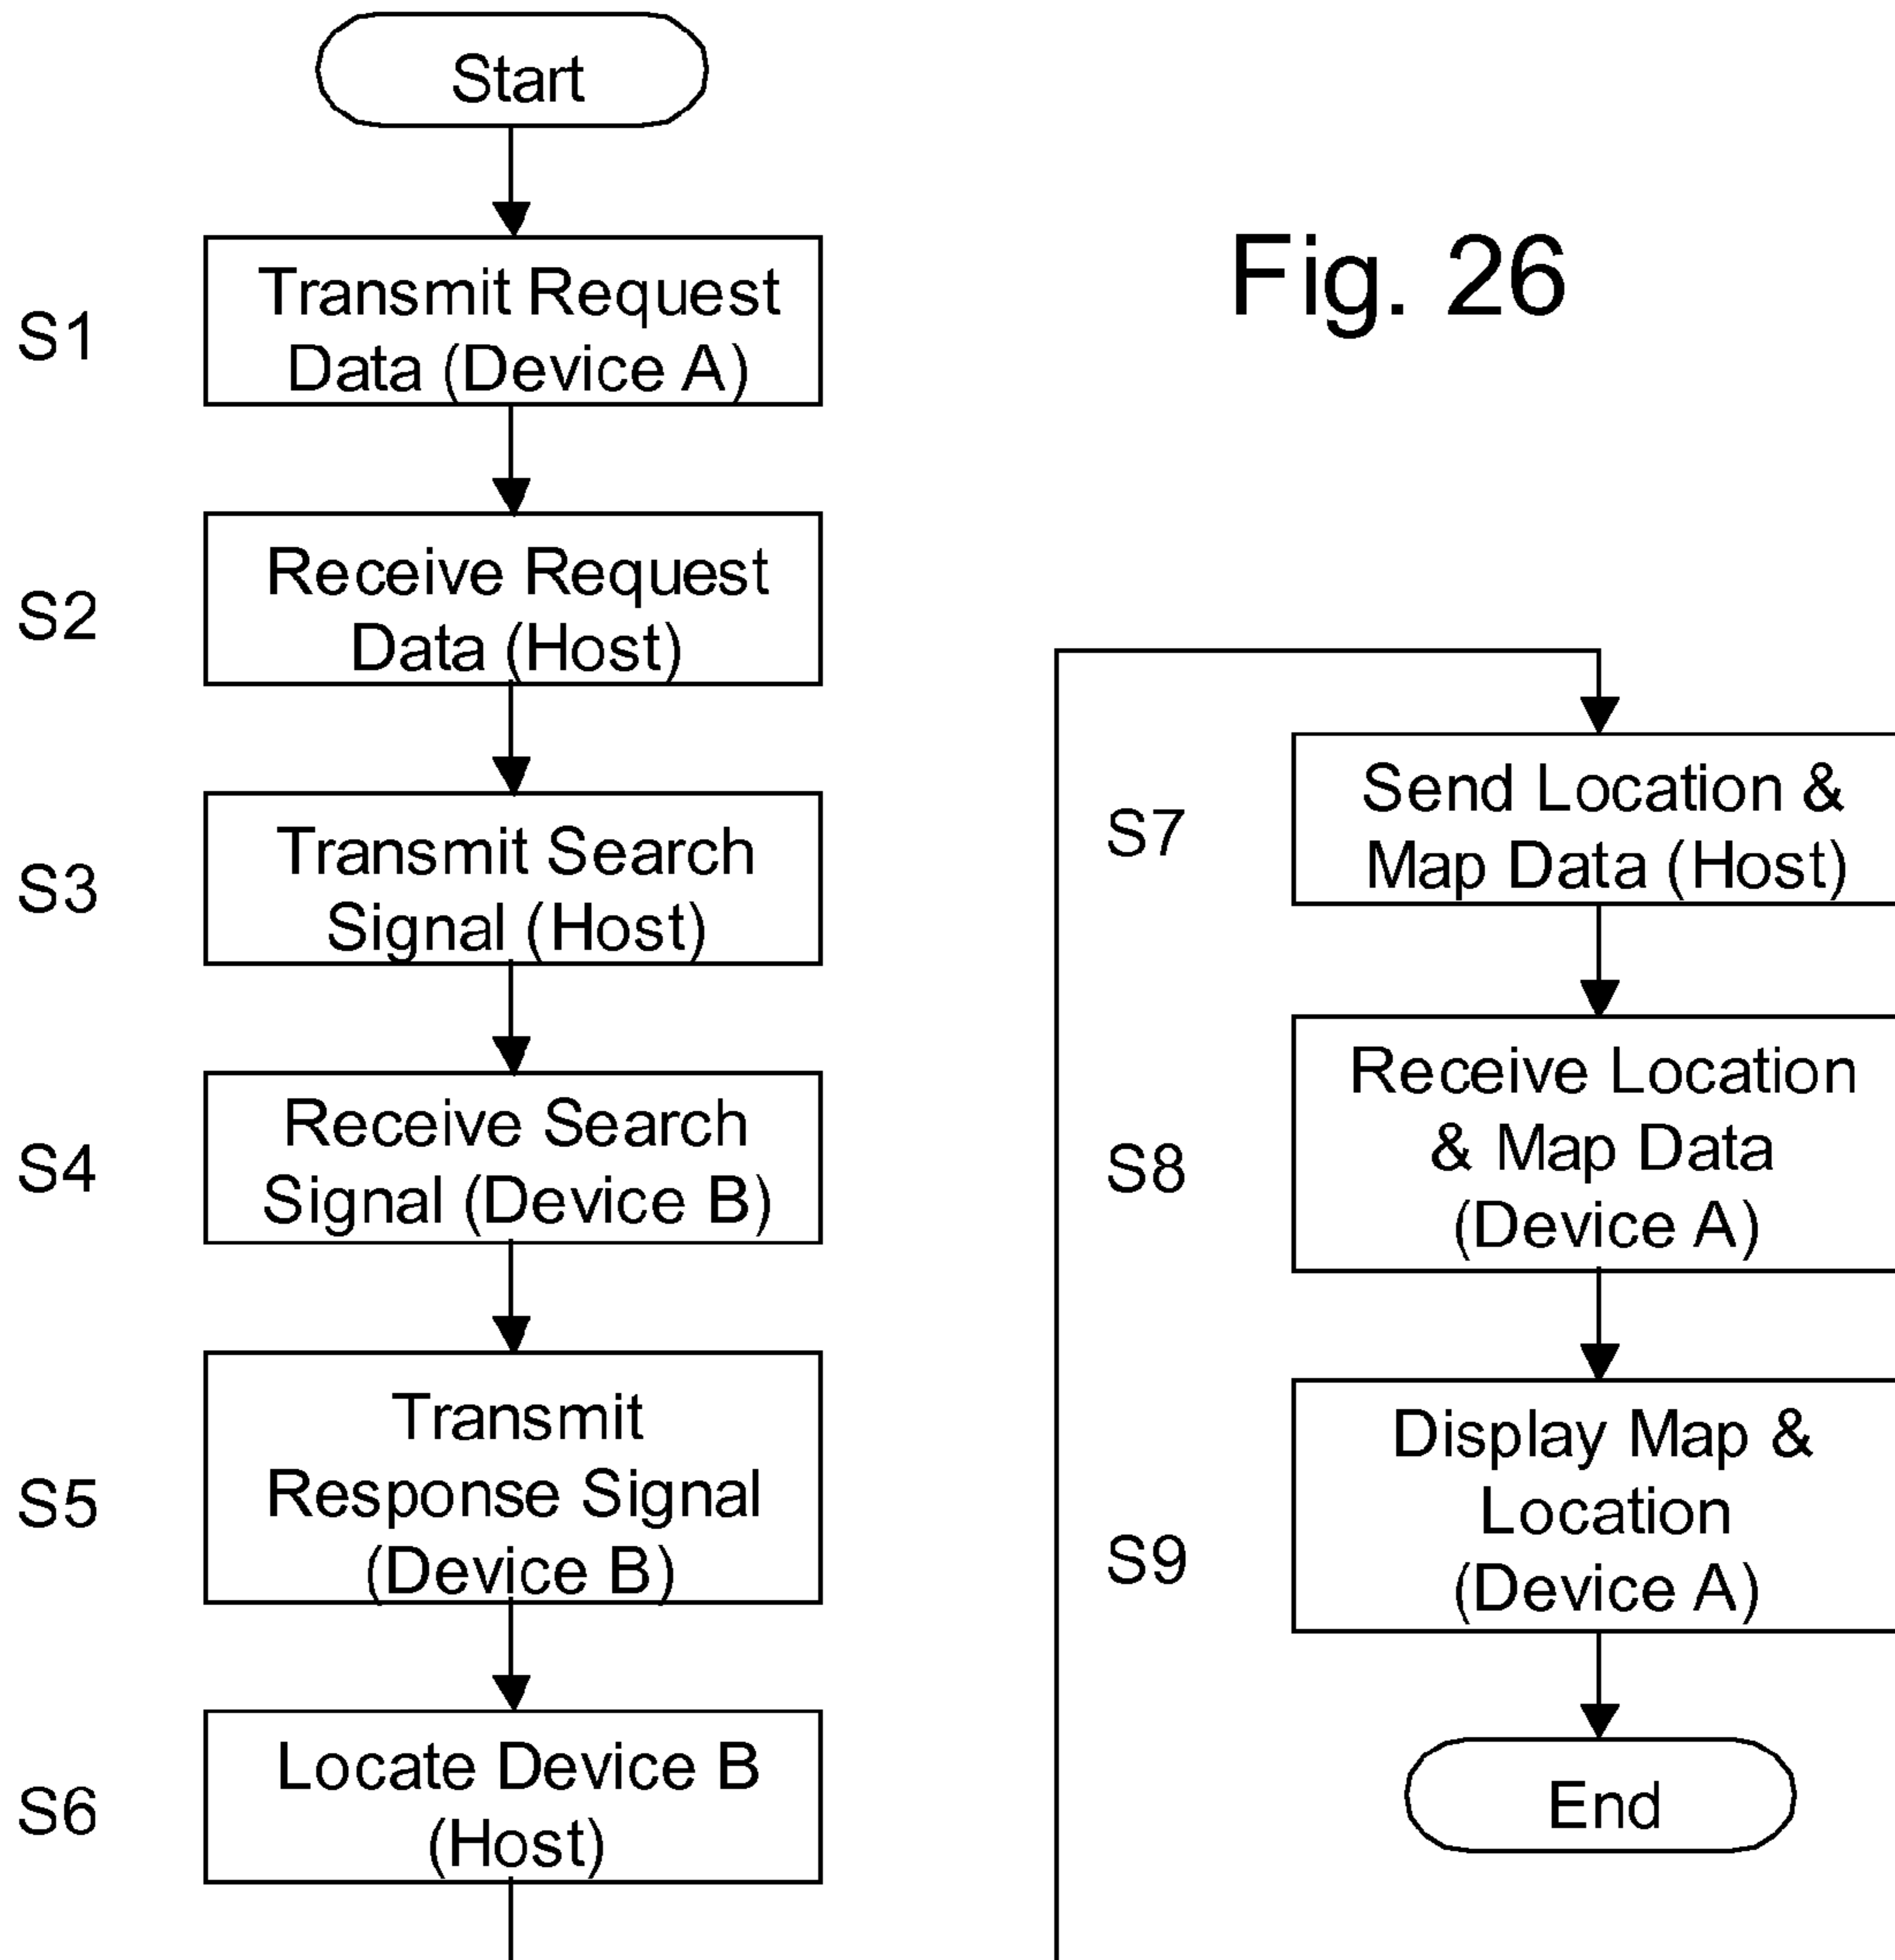 Fig. 26
Start
S1
Transmit Request
Data (Device A)
S2
Receive Request
Data (Host)
S3
Transmit Search
Signal (Host)
S4
Receive Search
Signal (Device B)
S5
Transmit
Response Signal
(Device B)
S6
Locate Device B
(Host)
S7
Send Location &
Map Data (Host)
S8
Receive Location
& Map Data
(Device A)
S9
Display Map &
Location
(Device A)
End